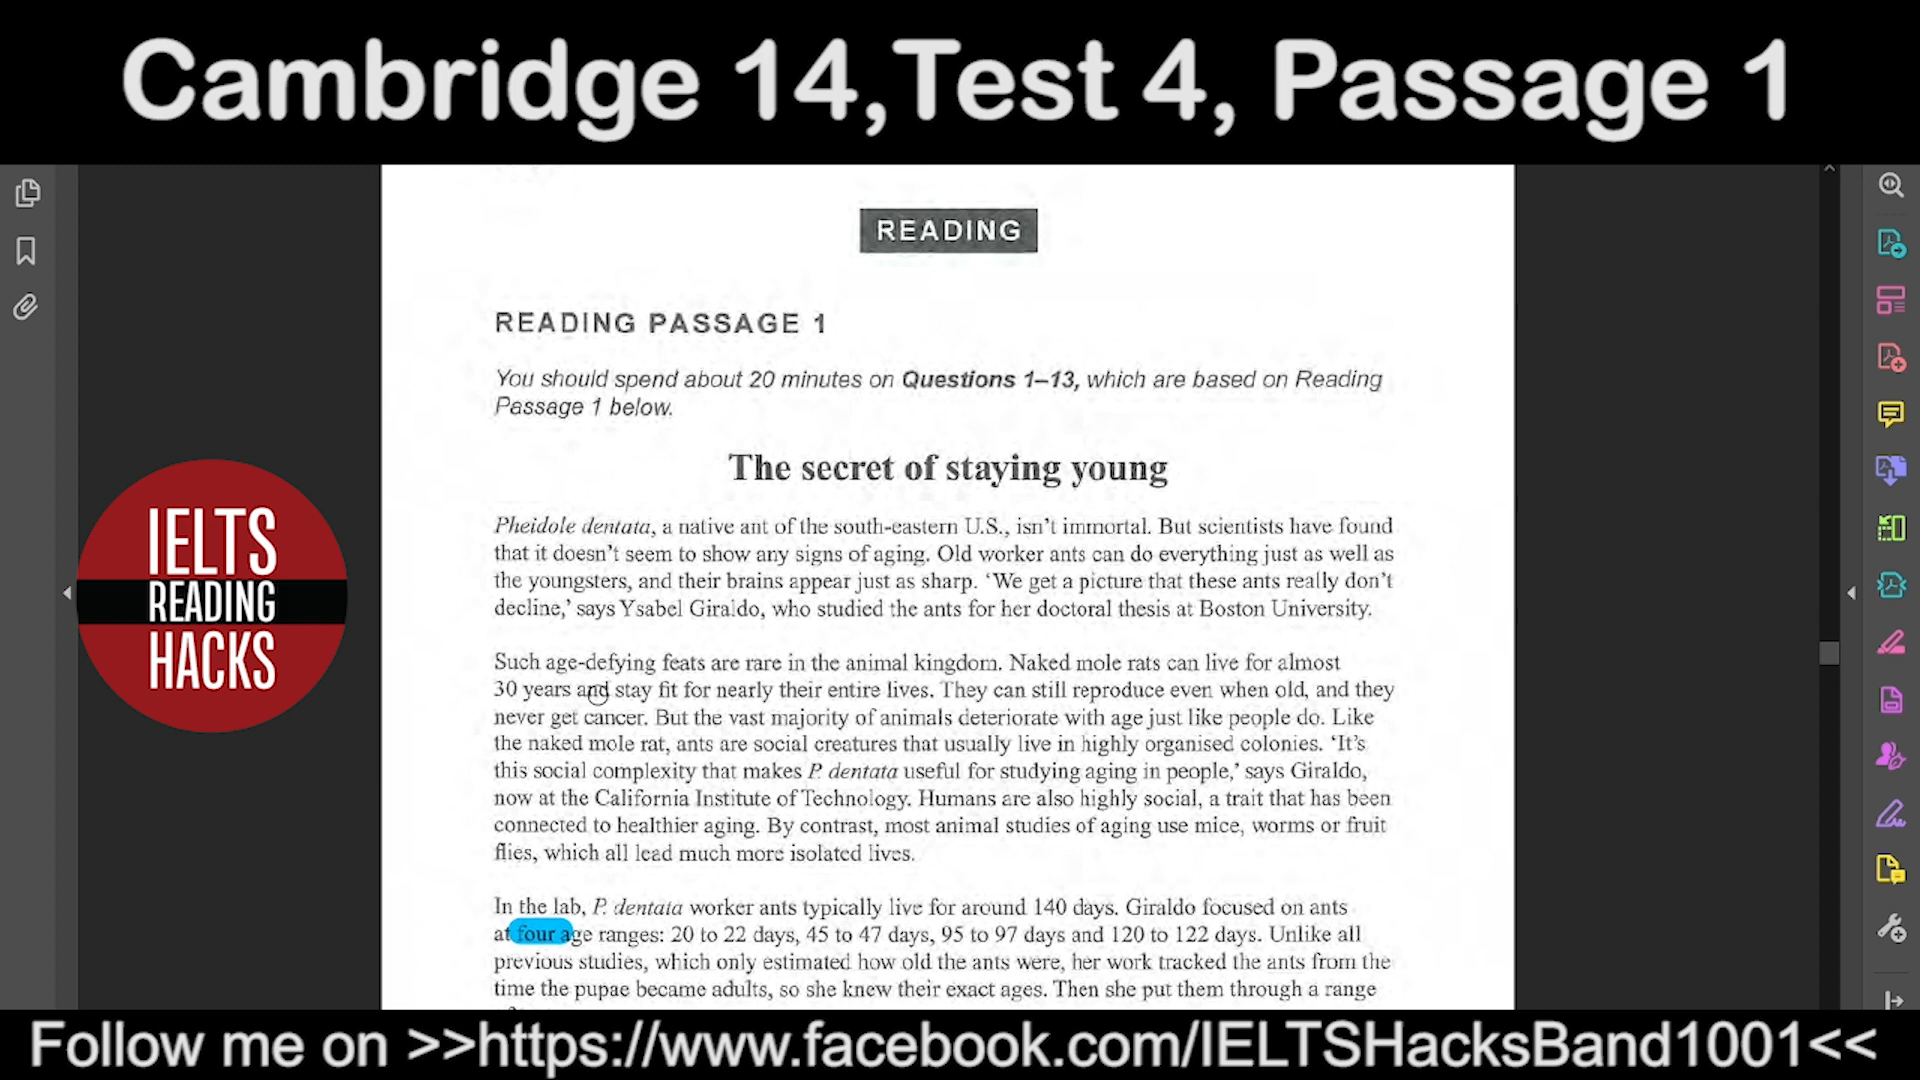 Cambridge 14,Test 4, Passage 1
READING
READING PASSAGE 1
You should spend about 20 minutes on Questions 1–13, which are based on Reading
Passage 1 below.
The secret of staying young
Pheidole dentata, a native ant of the south-eastern U.S., isn't immortal. But scientists have found
that it doesn't seem to show any signs of aging. Old worker ants can do everything just as well as
the youngsters, and their brains appear just as sharp. 'We get a picture that these ants really don't
decline,' says Ysabel Giraldo, who studied the ants for her doctoral thesis at Boston University.
Such age-defying feats are rare in the animal kingdom. Naked mole rats can live for almost
30 years and stay fit for nearly their entire lives. They can still reproduce even when old, and they
never get cancer. But the vast majority of animals deteriorate with age just like people do. Like
the naked mole rat, ants are social creatures that usually live in highly organised colonies. 'It's
this social complexity that makes P. dentata useful for studying aging in people,' says Giraldo,
now at the California Institute of Technology. Humans are also highly social, a trait that has been
connected to healthier aging. By contrast, most animal studies of aging use mice, worms or fruit
flies, which all lead much more isolated lives.
In the lab, P. dentata worker ants typically live for around 140 days. Giraldo focused on ants
at four age ranges: 20 to 22 days, 45 to 47 days, 95 to 97 days and 120 to 122 days. Unlike all
previous studies, which only estimated how old the ants were, her work tracked the ants from the
time the pupae became adults, so she knew their exact ages. Then she put them through a range
IELTS
READING
HACKS
Follow me on >>https://www.facebook.com/IELTSHacksBand1001<<